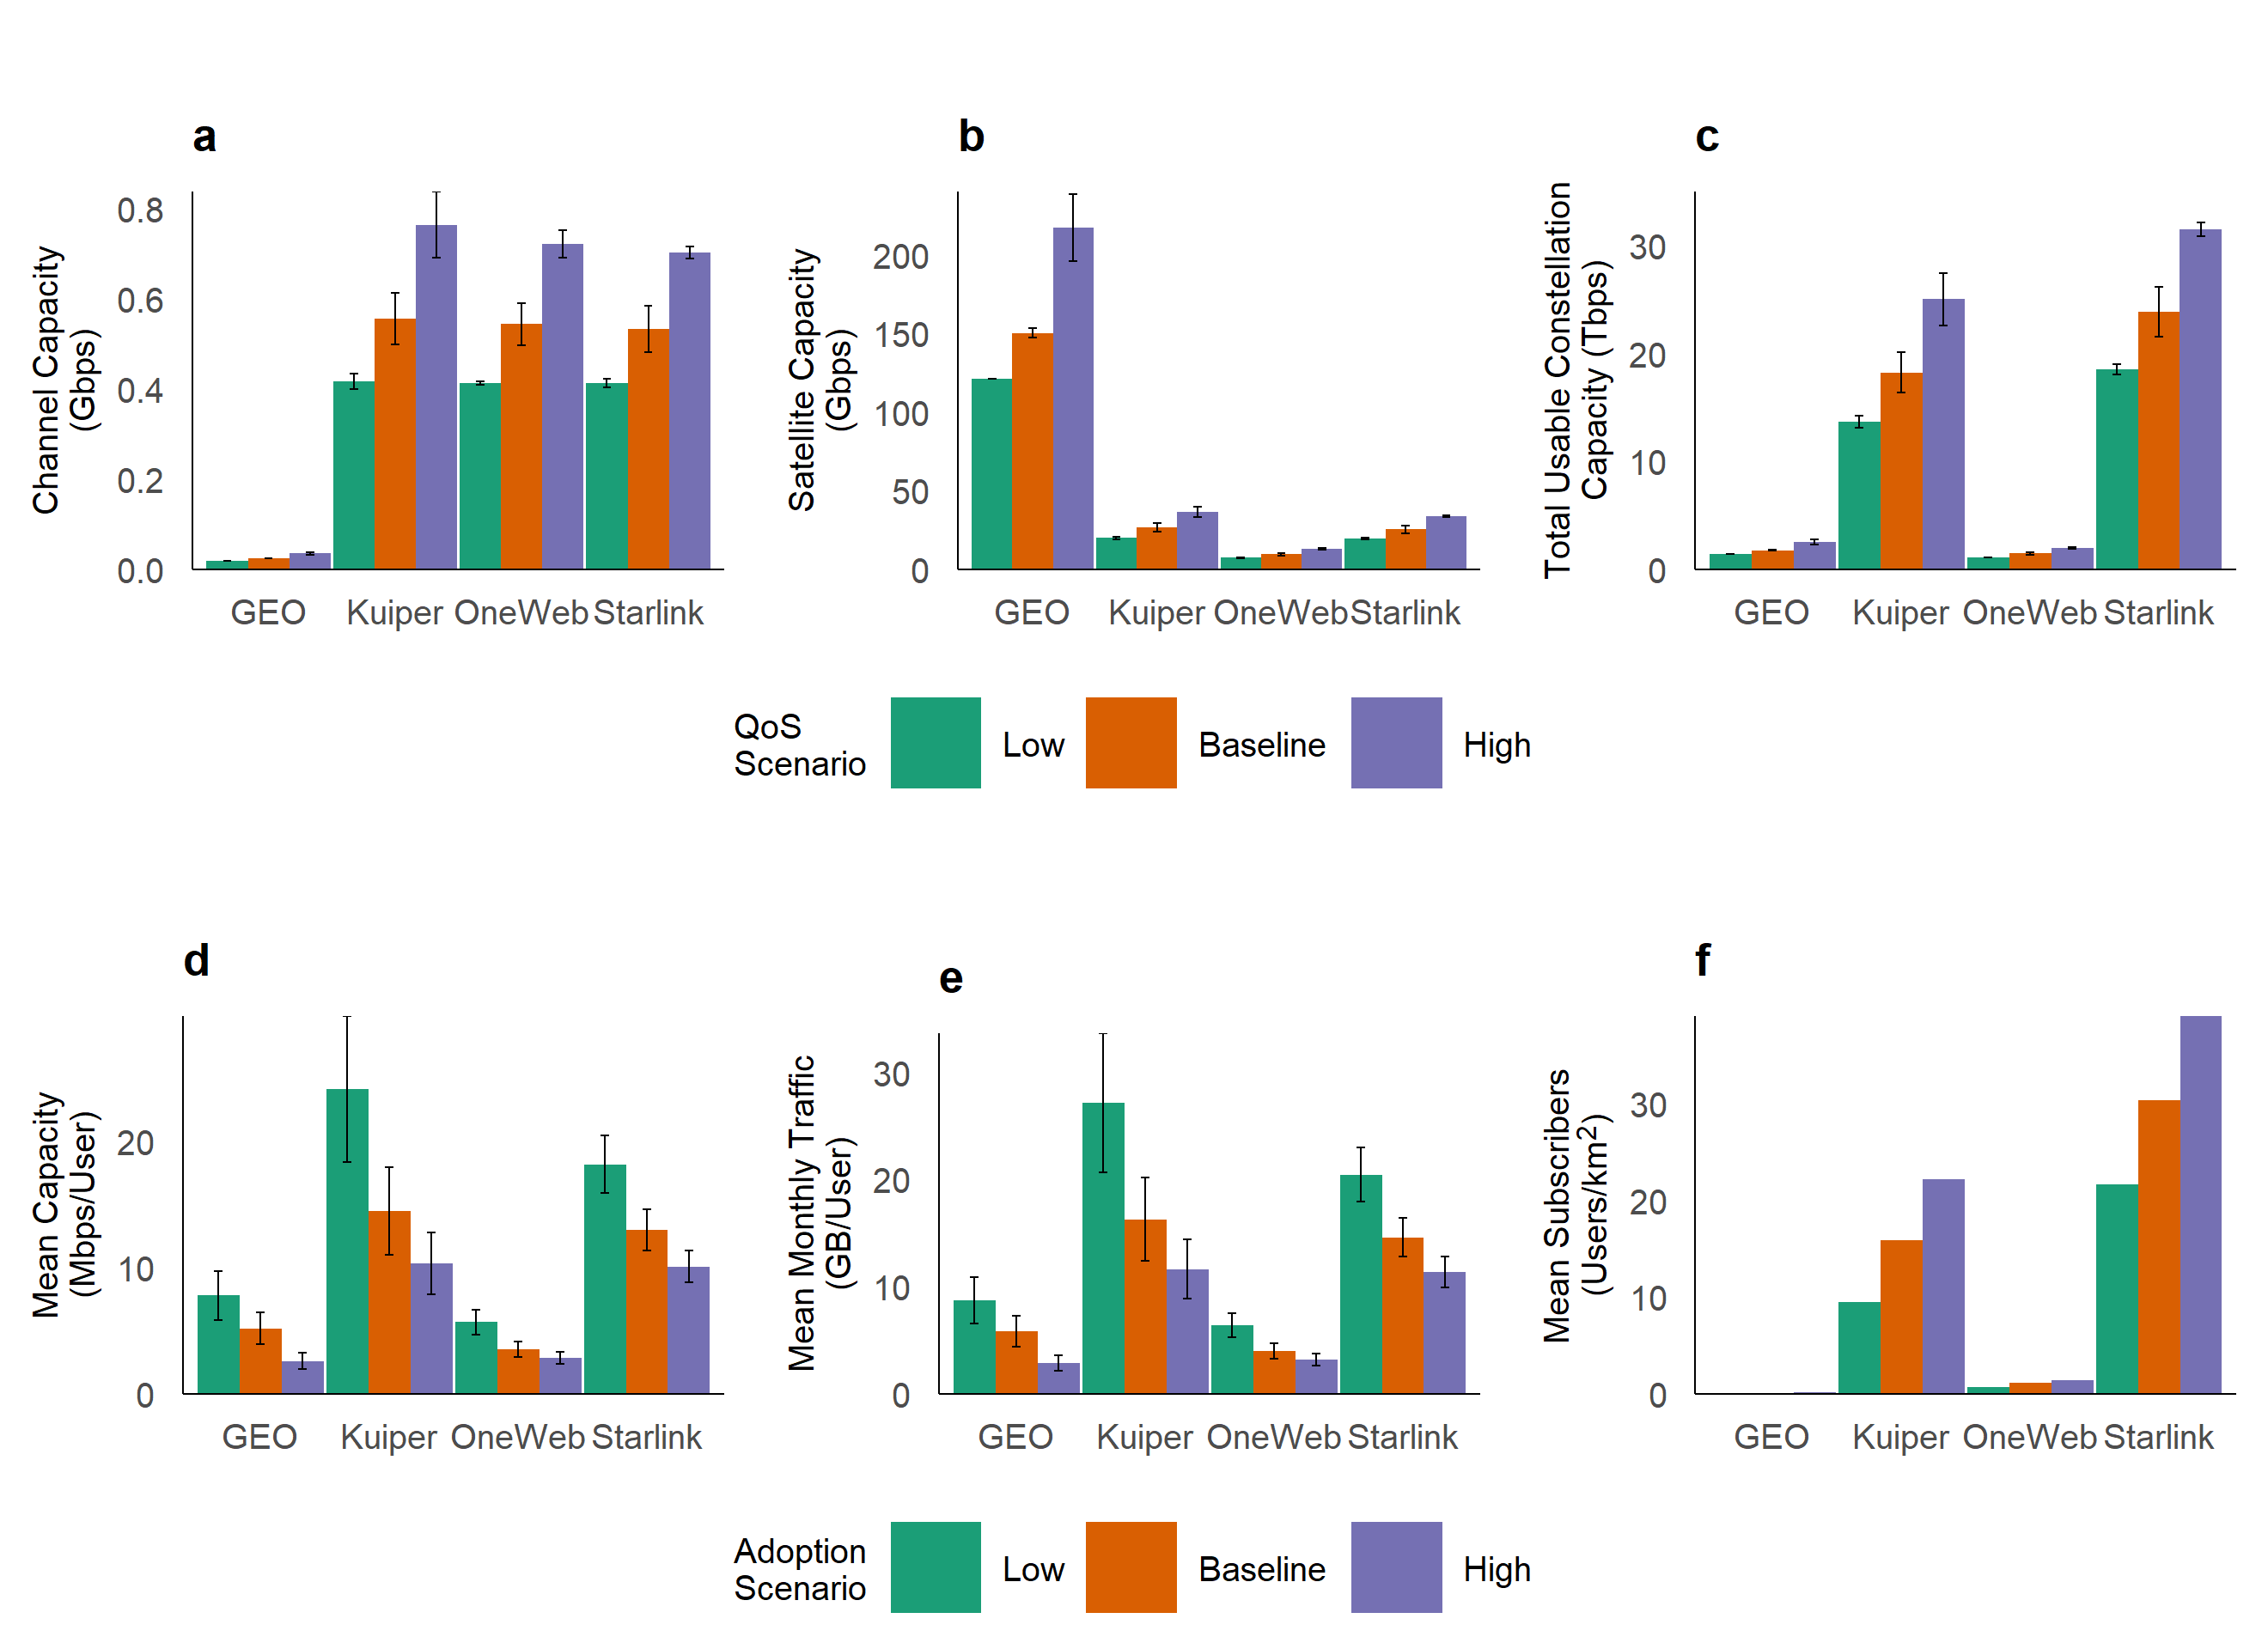 a
b
c
Channel Capacity
(Gbps)
0.8
0.6
0.4
0.2
0.0
GEO Kuiper OneWeb Starlink
Satellite Capacity
(Gbps)
200
150
100
50
0
GEO Kuiper OneWeb Starlink
Total Usable Constellation
Capacity (Tbps)
30
20
10
0
GEO Kuiper OneWeb Starlink
QoS
Scenario
Low Baseline High
d
e
f
Mean Capacity
(Mbps/User)
20
10
0
GEO Kuiper OneWeb Starlink
Mean Monthly Traffic
(GB/User)
30
20
10
0
GEO Kuiper OneWeb Starlink
Mean Subscribers
(Users/km²)
30
20
10
0
GEO Kuiper OneWeb Starlink
Adoption
Scenario
Low Baseline High